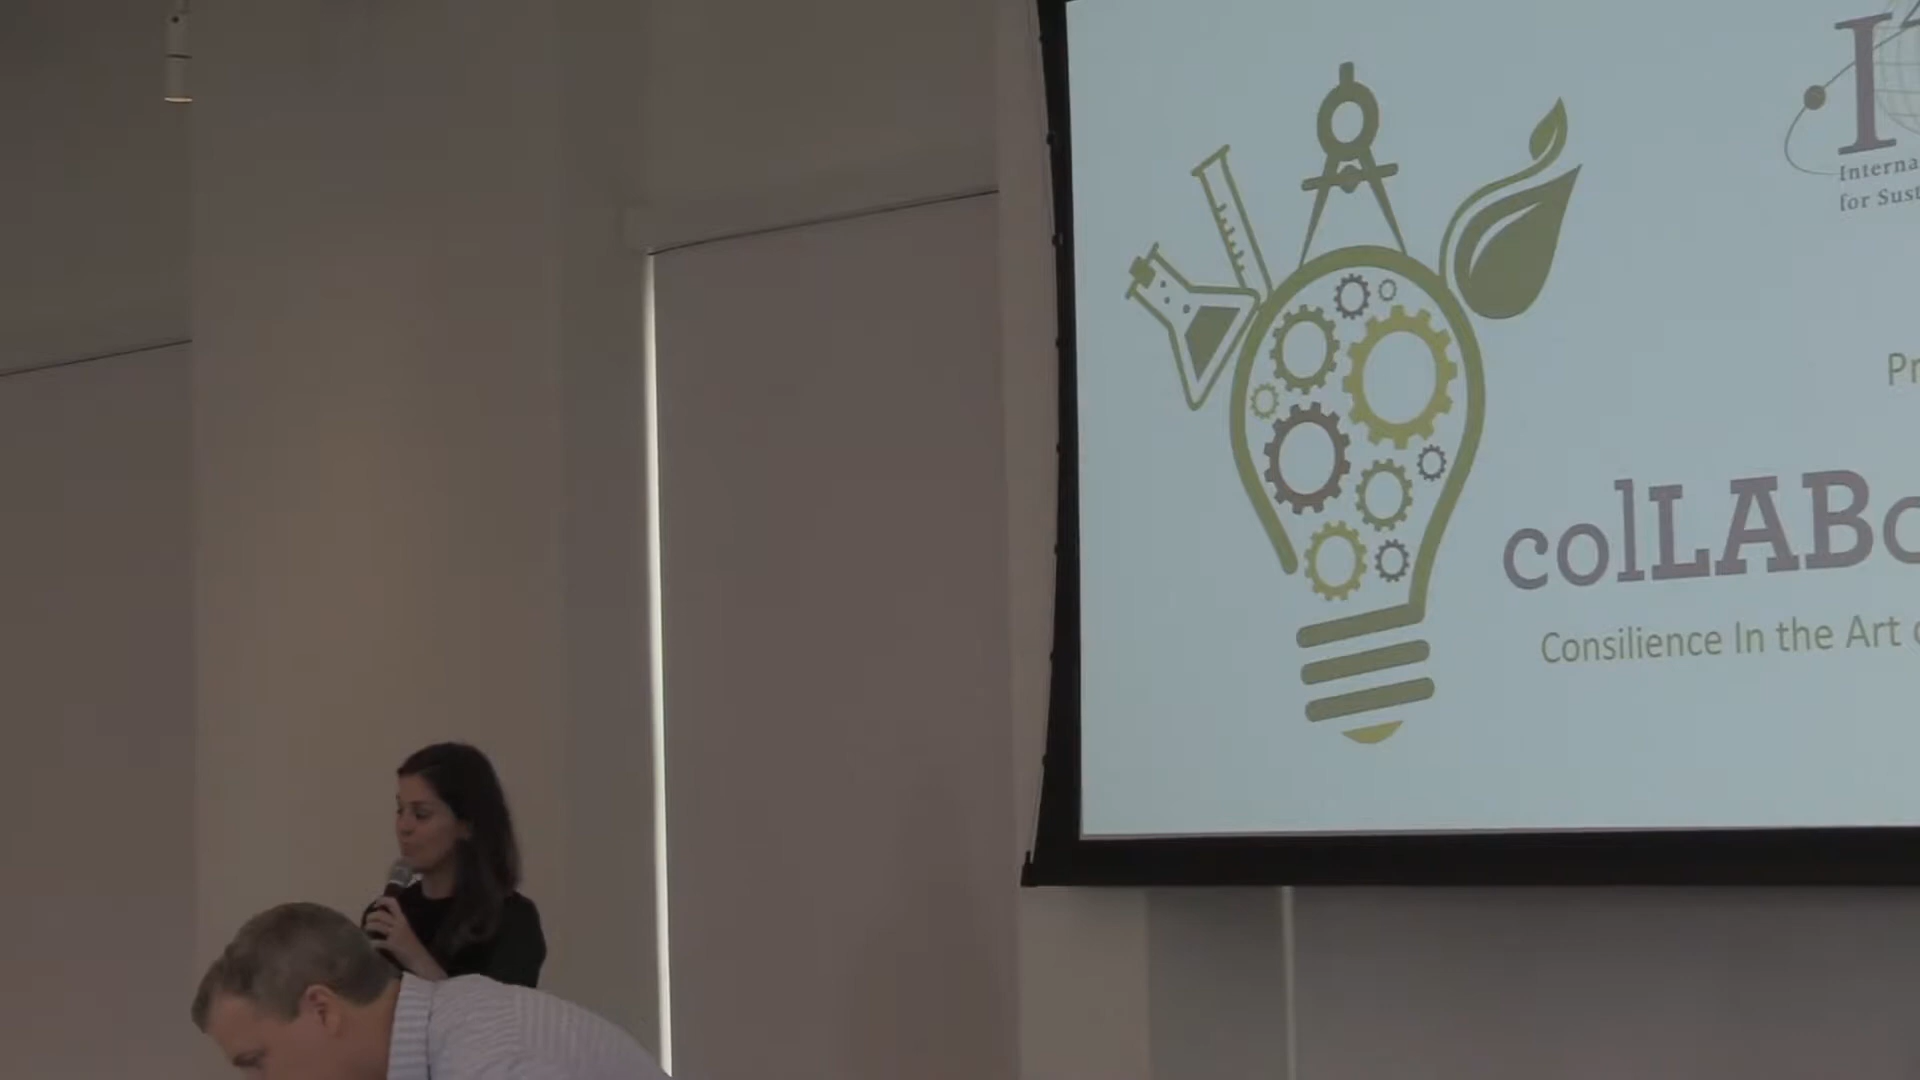 I
Interna
for Sust
Pr
colLABo
Consilience In the Art